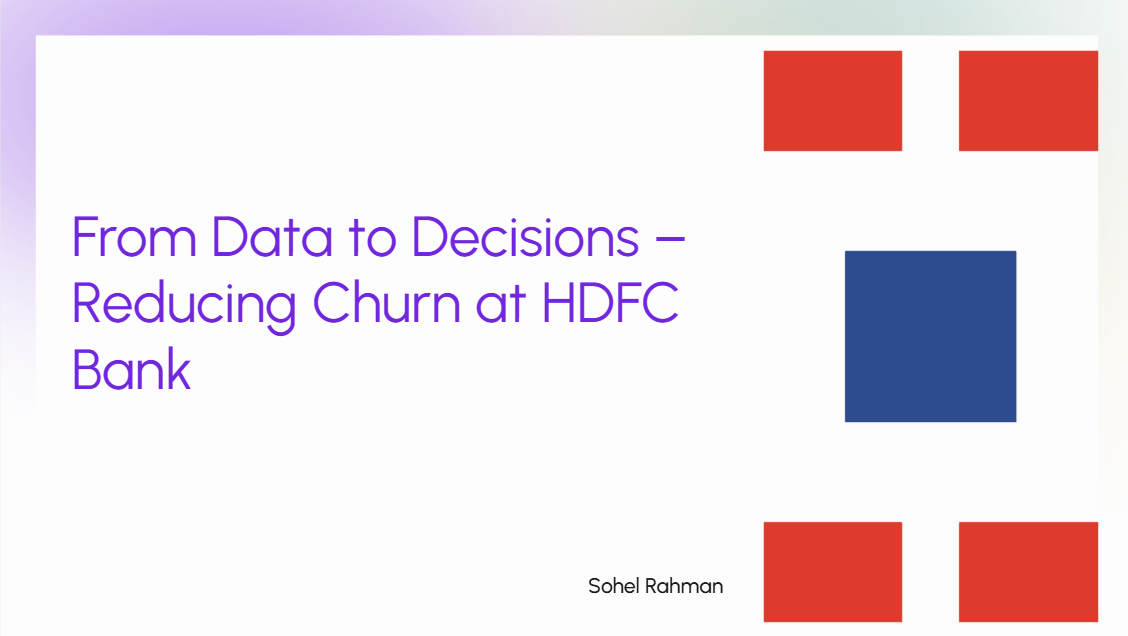 From Data to Decisions –
Reducing Churn at HDFC
Bank
Sohel Rahman